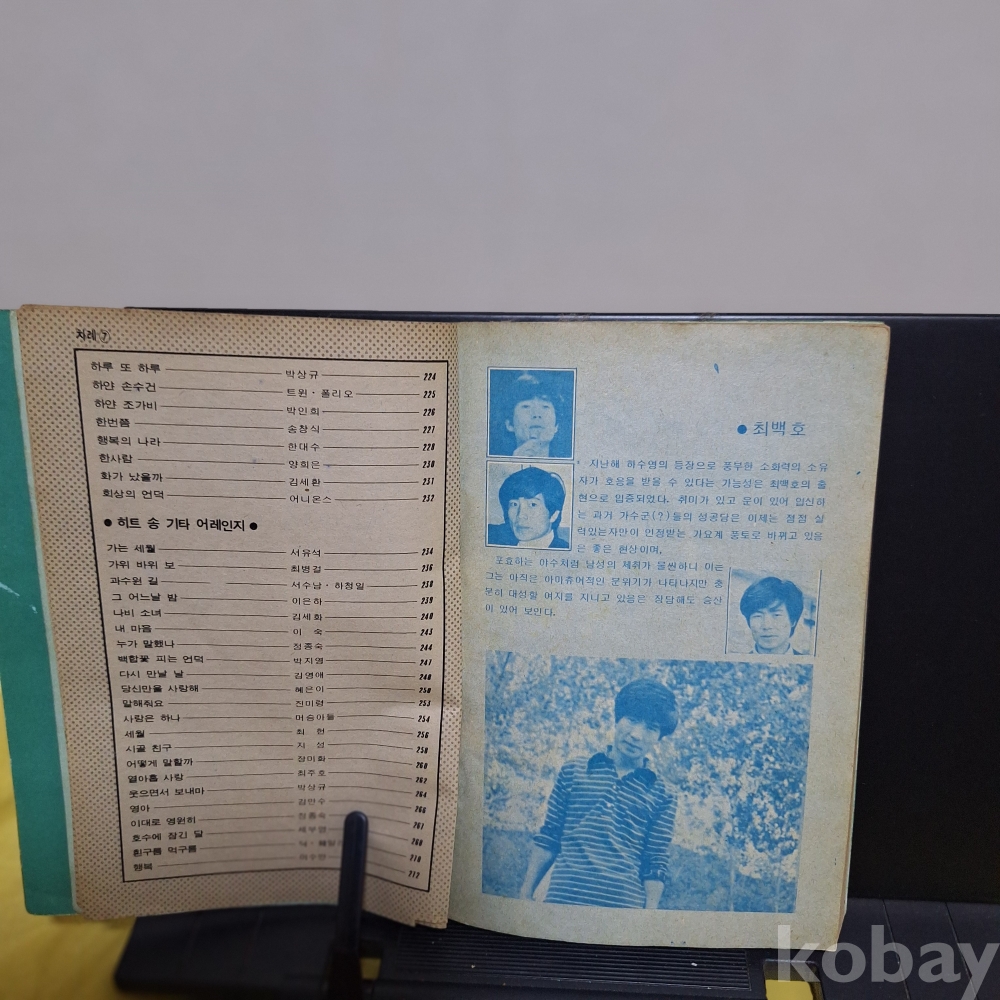 차례 ⑦
하루 또 하루 박상규 224
하얀 손수건 트윈·폴리오 225
하얀 조가비 박인희 226
한번쯤 송창식 227
행복의 나라 한대수 228
한사람 양희은 230
화가 났을까 김세환 231
회상의 언덕 어니온스 232
● 히트 송 기타 어레인지 ●
가는 세월 서유석 234
가위 바위 보 최병걸 236
과수원 길 서수남·하청일 238
그 어느날 밤 이은하 239
나비 소녀 김세화 240
내 마음 이 숙 243
누가 말했나 정종숙 244
백합꽃 피는 언덕 박지영 247
다시 만날 날 김영애 248
당신만을 사랑해 혜은이 250
말해줘요 진미령 253
사람은 하나 머슴아들 254
세월 최 헌 256
시골 친구 지 성 258
어떻게 말할까 장미화 260
열아홉 사랑 최주호 262
웃으면서 보내마 박상규 264
영아 김만수 266
이대로 영원히 정종숙 267
호수에 잠긴 달 268
흰구름 먹구름 270
행복 272
● 최백호
지난해 하수영의 등장으로 풍부한 소화력의 소유
자가 호응을 받을 수 있다는 가능성은 최백호의 출
현으로 입증되었다. 취미가 있고 문이 있어 입신하
는 과거 가수군(?)들의 성공담은 이제는 점점 실
력있는자만이 인정받는 가요계 풍토로 바뀌고 있음
은 좋은 현상이며,
포효하는 야수처럼 남성의 체취가 물씬하니 이는
그는 아직은 아마츄어적인 분위기가 나타나지만 충
분히 대성할 여지를 지니고 있음은 장담해도 승산
이 있어 보인다.
kobay